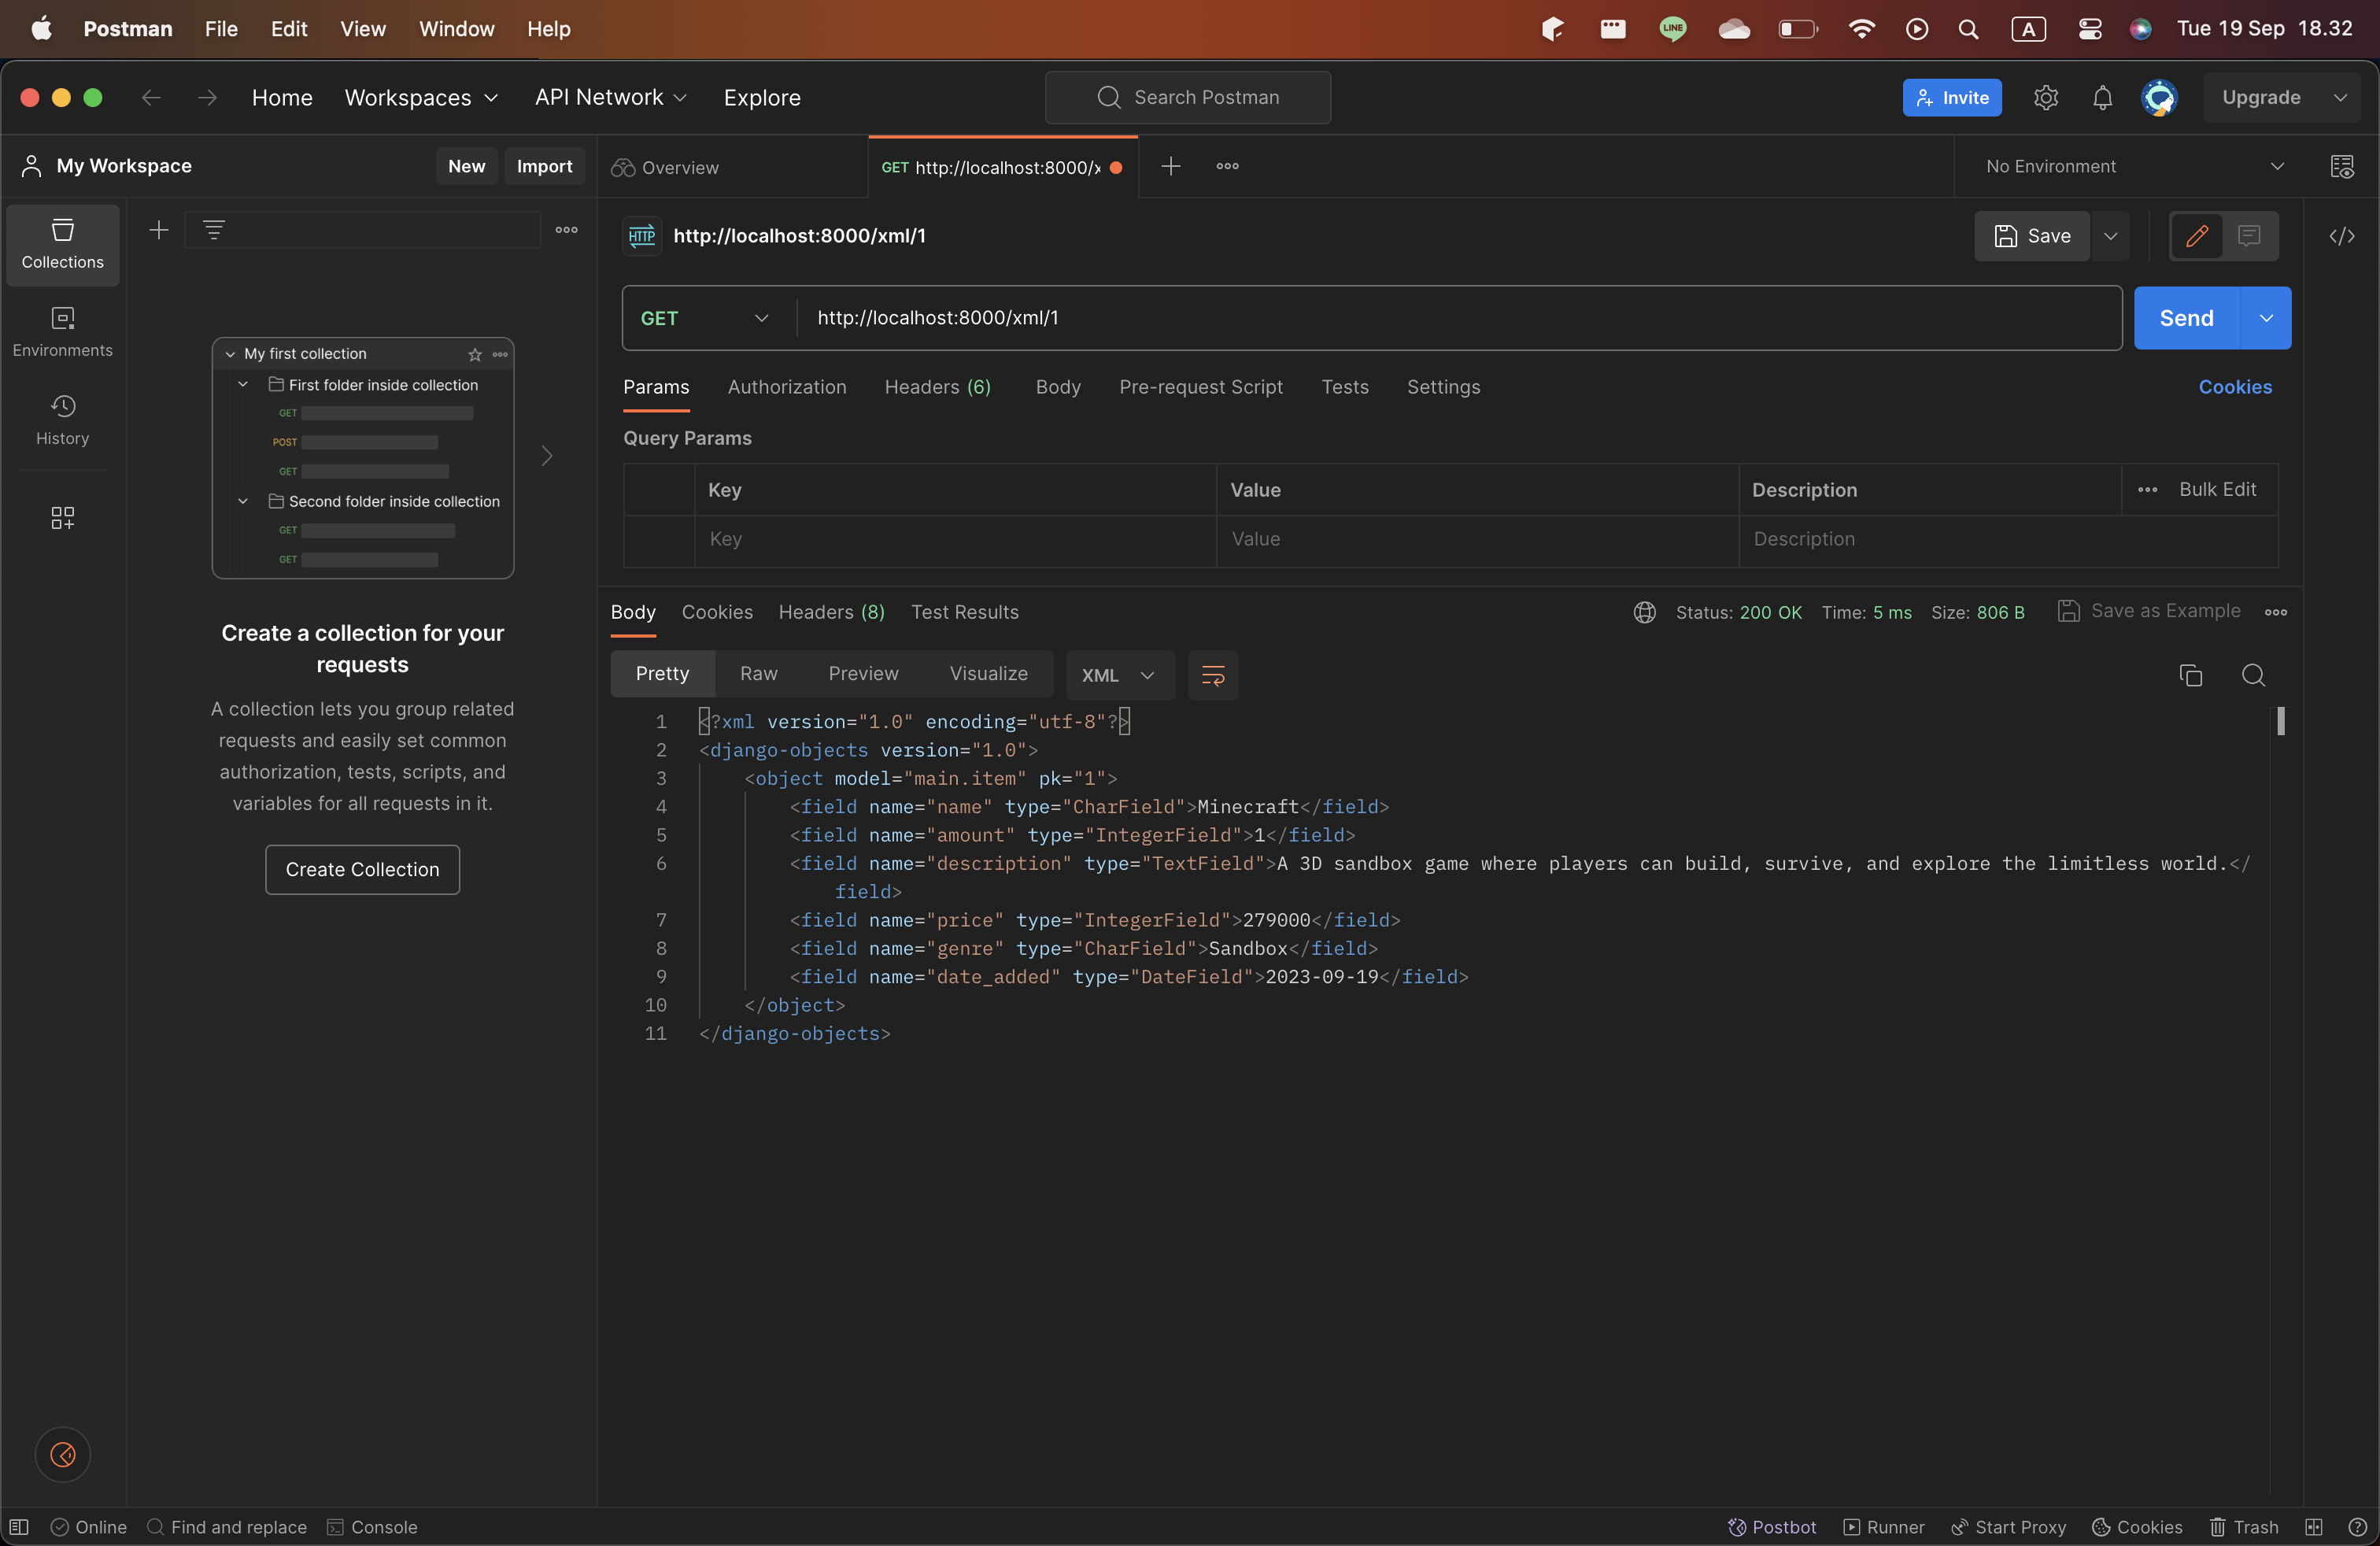 Postman File Edit View Window Help LINE A Tue 19 Sep 18.32
Home Workspaces API Network Explore Search Postman Invite Upgrade
My Workspace New Import Overview GET http://localhost:8000/x No Environment
HTTP http://localhost:8000/xml/1 Save
Collections
Environments
History
GET http://localhost:8000/xml/1 Send
My first collection
First folder inside collection
GET
POST
GET
Second folder inside collection
GET
GET
Create a collection for your
requests
A collection lets you group related
requests and easily set common
authorization, tests, scripts, and
variables for all requests in it.
Create Collection
Params Authorization Headers (6) Body Pre-request Script Tests Settings Cookies
Query Params
Key Value Description Bulk Edit
Key Value Description
Body Cookies Headers (8) Test Results Status: 200 OK Time: 5 ms Size: 806 B Save as Example
Pretty Raw Preview Visualize XML
1 <?xml version="1.0" encoding="utf-8"?>
2 <django-objects version="1.0">
3 <object model="main.item" pk="1">
4 <field name="name" type="CharField">Minecraft</field>
5 <field name="amount" type="IntegerField">1</field>
6 <field name="description" type="TextField">A 3D sandbox game where players can build, survive, and explore the limitless world.</
field>
7 <field name="price" type="IntegerField">279000</field>
8 <field name="genre" type="CharField">Sandbox</field>
9 <field name="date_added" type="DateField">2023-09-19</field>
10 </object>
11 </django-objects>
Online Find and replace Console Postbot Runner Start Proxy Cookies Trash